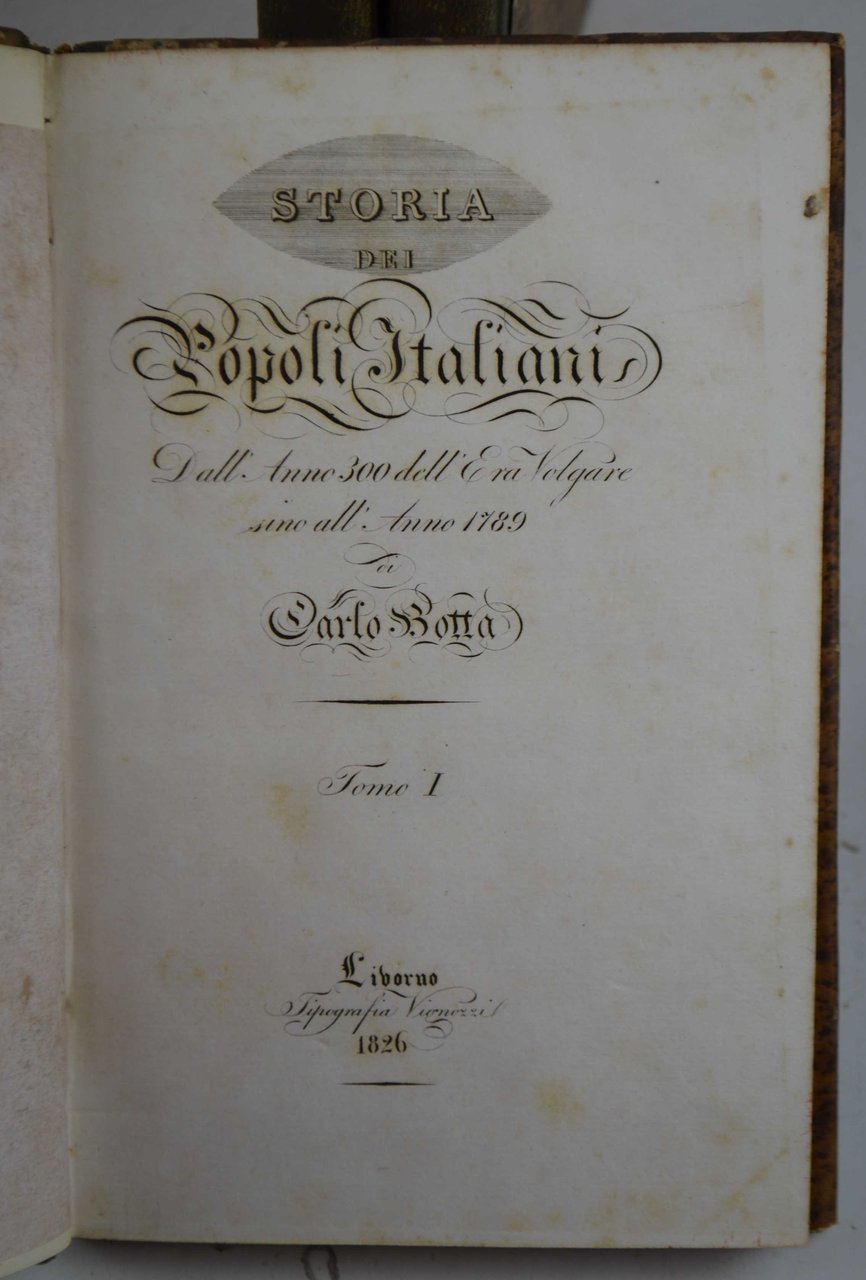 STORIA
DEI
Popoli Italiani
Dall'Anno 300 dell'Era Volgare
sino all'Anno 1789
di
Carlo Botta
Tomo I
Livorno
Tipografia Vignozzi
1826